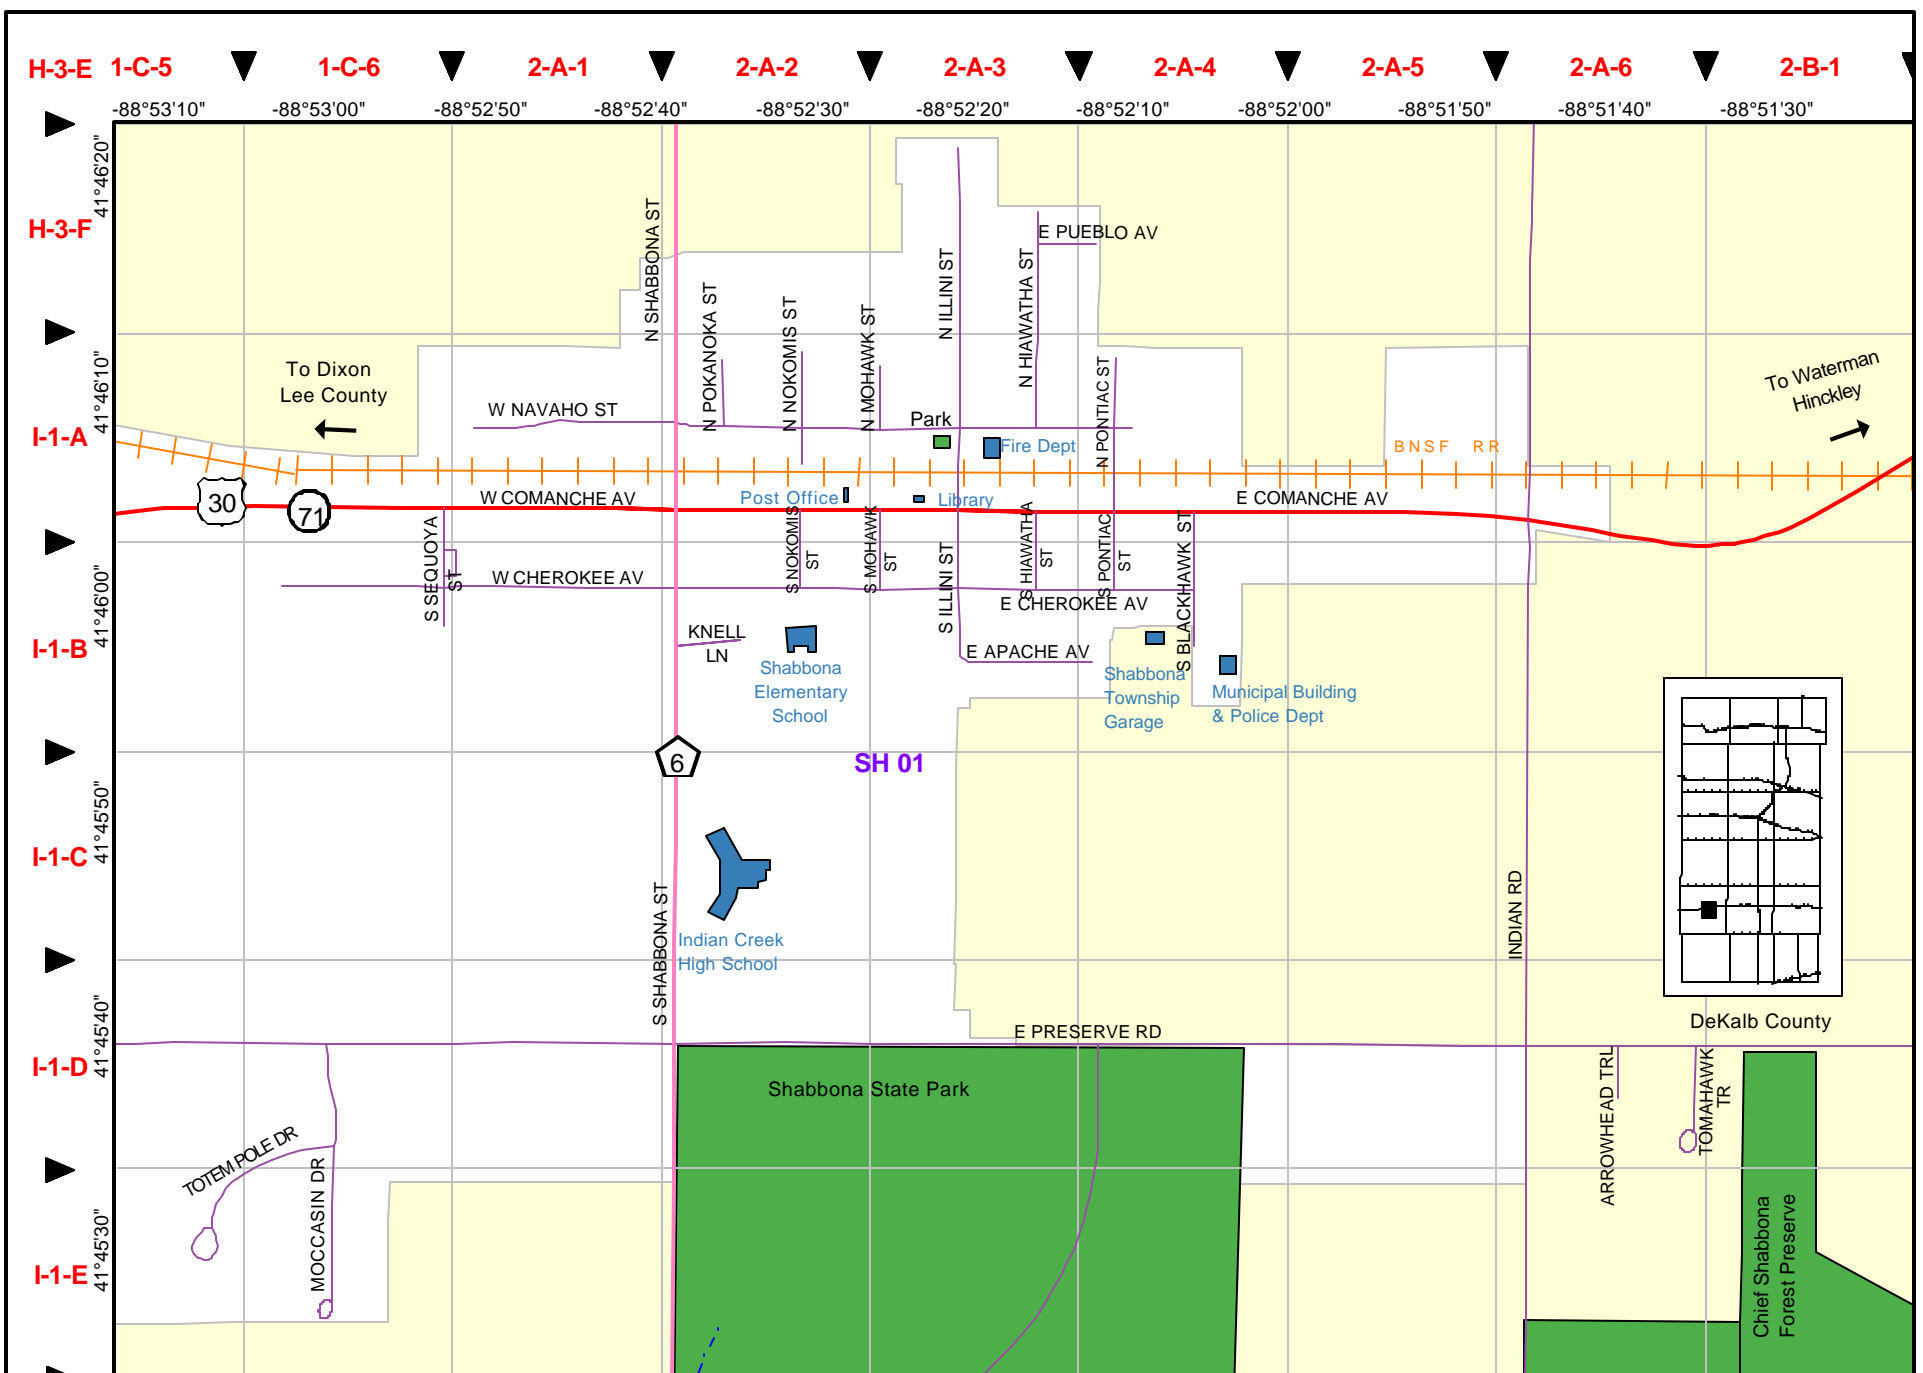 H-3-E 1-C-5 1-C-6 2-A-1 2-A-2 2-A-3 2-A-4 2-A-5 2-A-6 2-B-1
-88°53'10" -88°53'00" -88°52'50" -88°52'40" -88°52'30" -88°52'20" -88°52'10" -88°52'00" -88°51'50" -88°51'40" -88°51'30"
41°46'20"
H-3-F
N SHABBONA ST
E PUEBLO AV
N POKANOKA ST
N NOKOMIS ST
N MOHAWK ST
N ILLINI ST
N HIAWATHA ST
N PONTIAC ST
41°46'10"
To Dixon
Lee County
To Waterman
Hinckley
W NAVAHO ST
Park
I-1-A
Fire Dept
BNSF RR
30
71
W COMANCHE AV
Post Office
Library
E COMANCHE AV
S SEQUOYA
ST
S NOKOMIS
ST
S MOHAWK
ST
S ILLINI ST
S HIAWATHA
ST
S PONTIAC
ST
S BLACKHAWK ST
41°46'00"
W CHEROKEE AV
E CHEROKEE AV
I-1-B
KNELL
LN
E APACHE AV
Shabbona
Elementary
School
Shabbona
Township
Garage
Municipal Building
& Police Dept
6
SH 01
41°45'50"
I-1-C
S SHABBONA ST
Indian Creek
High School
INDIAN RD
DeKalb County
41°45'40"
E PRESERVE RD
I-1-D
Shabbona State Park
ARROWHEAD TRL
TOMAHAWK
TR
TOTEM POLE DR
MOCCASIN DR
41°45'30"
I-1-E
Chief Shabbona
Forest Preserve